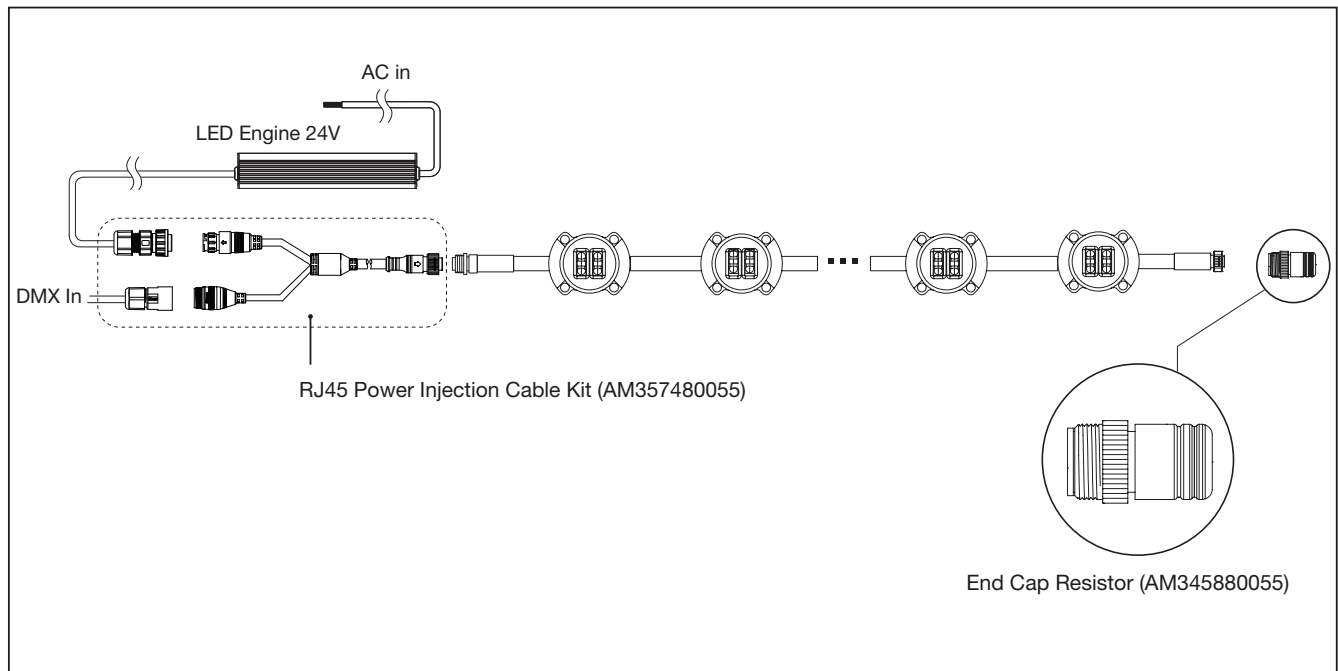 AC in
LED Engine 24V
DMX In
RJ45 Power Injection Cable Kit (AM357480055)
End Cap Resistor (AM345880055)